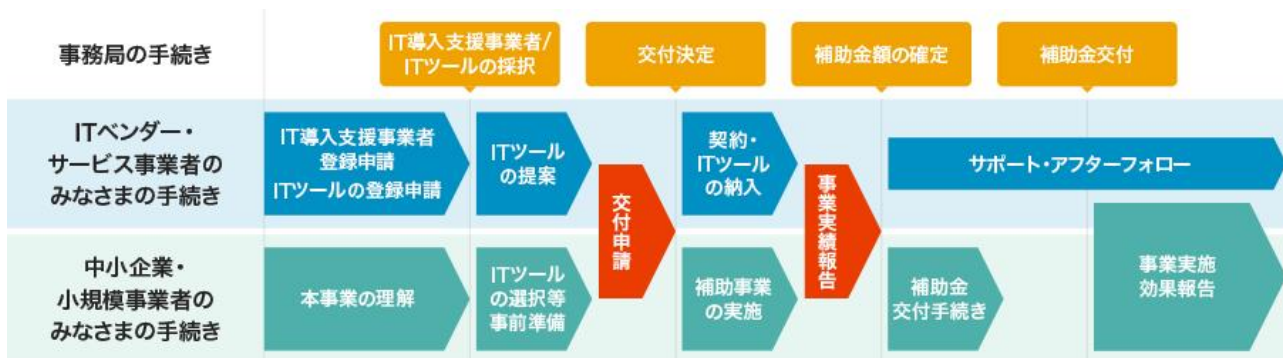 事務局の手続き
IT導入支援事業者/
ITツールの採択
交付決定
補助金額の確定
補助金交付
ITベンダー・
サービス事業者の
みなさまの手続き
IT導入支援事業者
登録申請
ITツールの登録申請
ITツール
の提案
交付申請
契約・
ITツール
の納入
事業実績報告
サポート・アフターフォロー
中小企業・
小規模事業者の
みなさまの手続き
本事業の理解
ITツール
の選択等
事前準備
補助事業
の実施
補助金
交付手続き
事業実施
効果報告